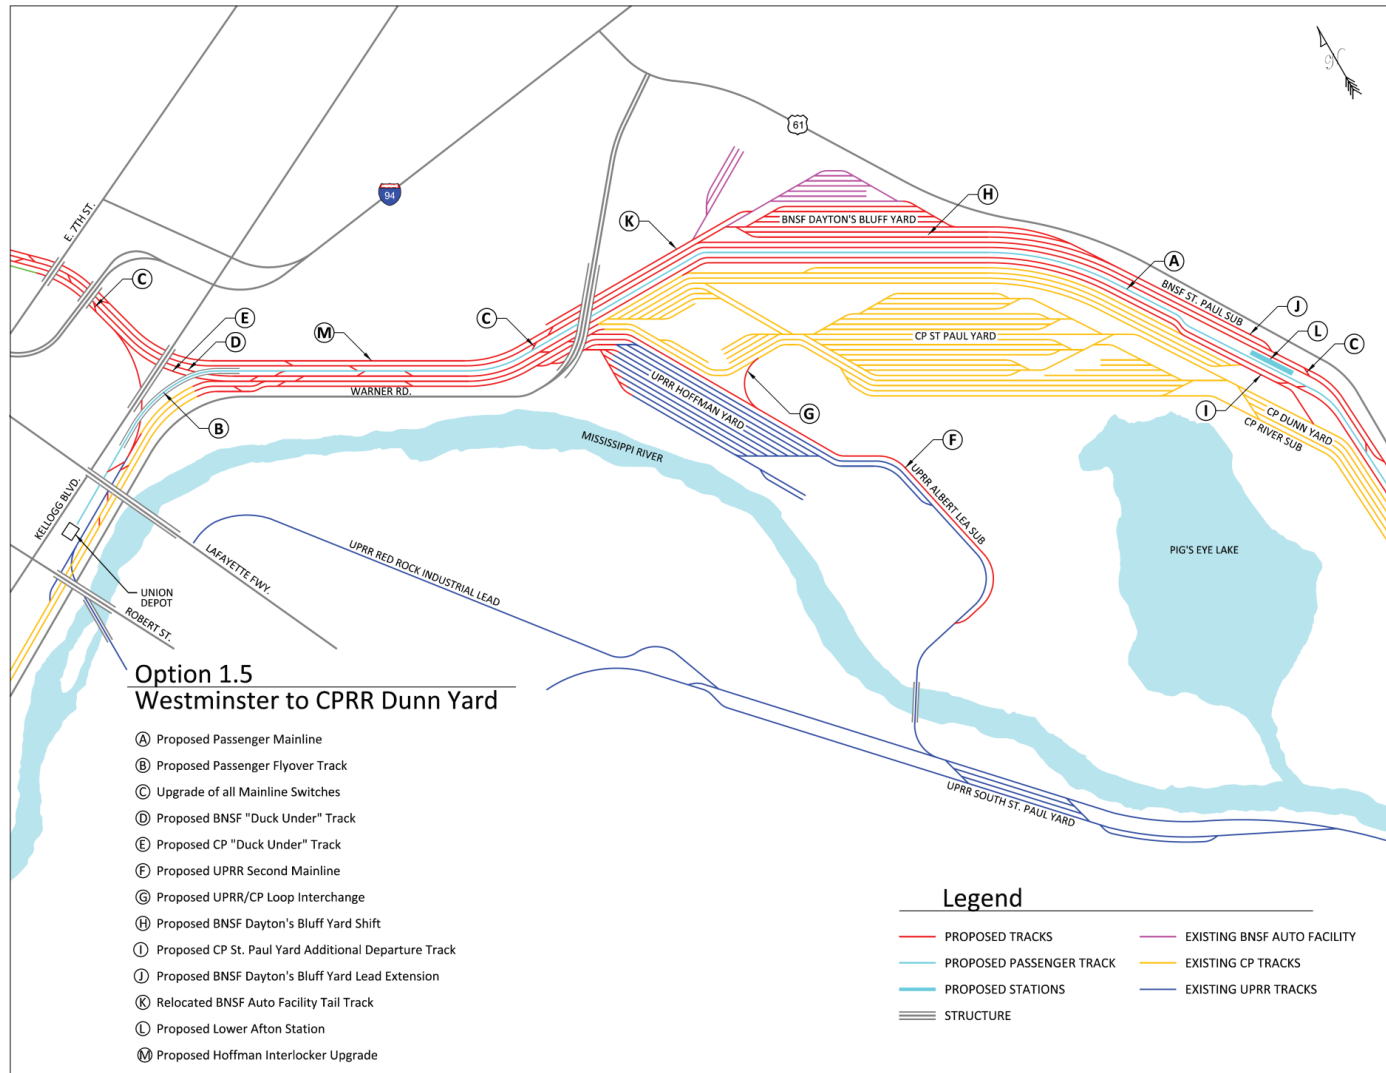 N
61
94
E. 7TH ST.
C
K
BNSF DAYTON'S BLUFF YARD
H
A
BNSF ST. PAUL SUB
J
L
C
E
D
M
C
CP ST PAUL YARD
WARNER RD.
UPRR HOFFMAN YARD
G
I
CP DUNN YARD
CP RIVER SUB
B
MISSISSIPPI RIVER
F
UPRR ALBERT LEA SUB
KELLOGG BLVD.
LAFAYETTE FWY.
UPRR RED ROCK INDUSTRIAL LEAD
PIG'S EYE LAKE
UNION
DEPOT
ROBERT ST.
UPRR SOUTH ST. PAUL YARD
Option 1.5
Westminster to CPRR Dunn Yard
A Proposed Passenger Mainline
B Proposed Passenger Flyover Track
C Upgrade of all Mainline Switches
D Proposed BNSF "Duck Under" Track
E Proposed CP "Duck Under" Track
F Proposed UPRR Second Mainline
G Proposed UPRR/CP Loop Interchange
H Proposed BNSF Dayton's Bluff Yard Shift
I Proposed CP St. Paul Yard Additional Departure Track
J Proposed BNSF Dayton's Bluff Yard Lead Extension
K Relocated BNSF Auto Facility Tail Track
L Proposed Lower Afton Station
M Proposed Hoffman Interlocker Upgrade
Legend
PROPOSED TRACKS
PROPOSED PASSENGER TRACK
PROPOSED STATIONS
STRUCTURE
EXISTING BNSF AUTO FACILITY
EXISTING CP TRACKS
EXISTING UPRR TRACKS